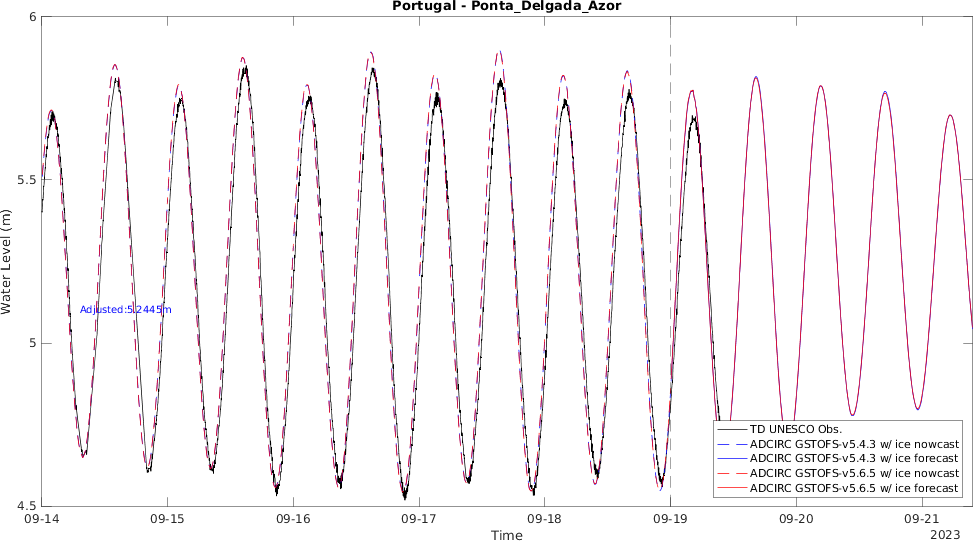 Portugal - Ponta_Delgada_Azor
6
5.5
5
4.5
Water Level (m)
Adjusted:5.2445m
TD UNESCO Obs.
ADCIRC GSTOFS-v5.4.3 w/ ice nowcast
ADCIRC GSTOFS-v5.4.3 w/ ice forecast
ADCIRC GSTOFS-v5.6.5 w/ ice nowcast
ADCIRC GSTOFS-v5.6.5 w/ ice forecast
09-14 09-15 09-16 09-17 09-18 09-19 09-20 09-21
Time
2023